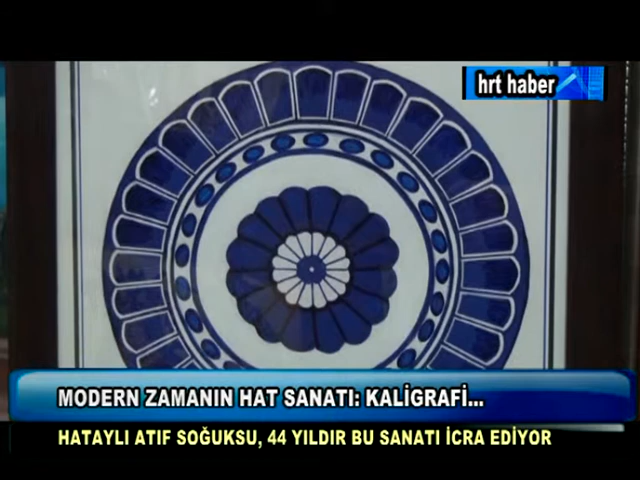 hrt haber
MODERN ZAMANIN HAT SANATI: KALİGRAFİ...
HATAYLI ATIF SOĞUKSU, 44 YILDIR BU SANATI İCRA EDİYOR